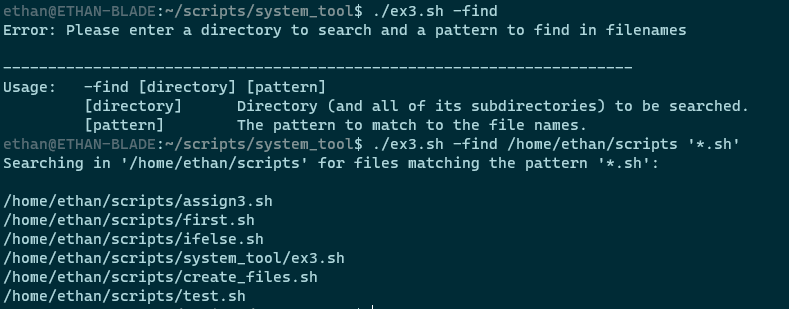 ethan@ETHAN-BLADE:~/scripts/system_tool$ ./ex3.sh -find
Error: Please enter a directory to search and a pattern to find in filenames
----------------------------------------------------------------------
Usage:   -find [directory] [pattern]
         [directory]      Directory (and all of its subdirectories) to be searched.
         [pattern]        The pattern to match to the file names.
ethan@ETHAN-BLADE:~/scripts/system_tool$ ./ex3.sh -find /home/ethan/scripts '*.sh'
Searching in '/home/ethan/scripts' for files matching the pattern '*.sh':
/home/ethan/scripts/assign3.sh
/home/ethan/scripts/first.sh
/home/ethan/scripts/ifelse.sh
/home/ethan/scripts/system_tool/ex3.sh
/home/ethan/scripts/create_files.sh
/home/ethan/scripts/test.sh